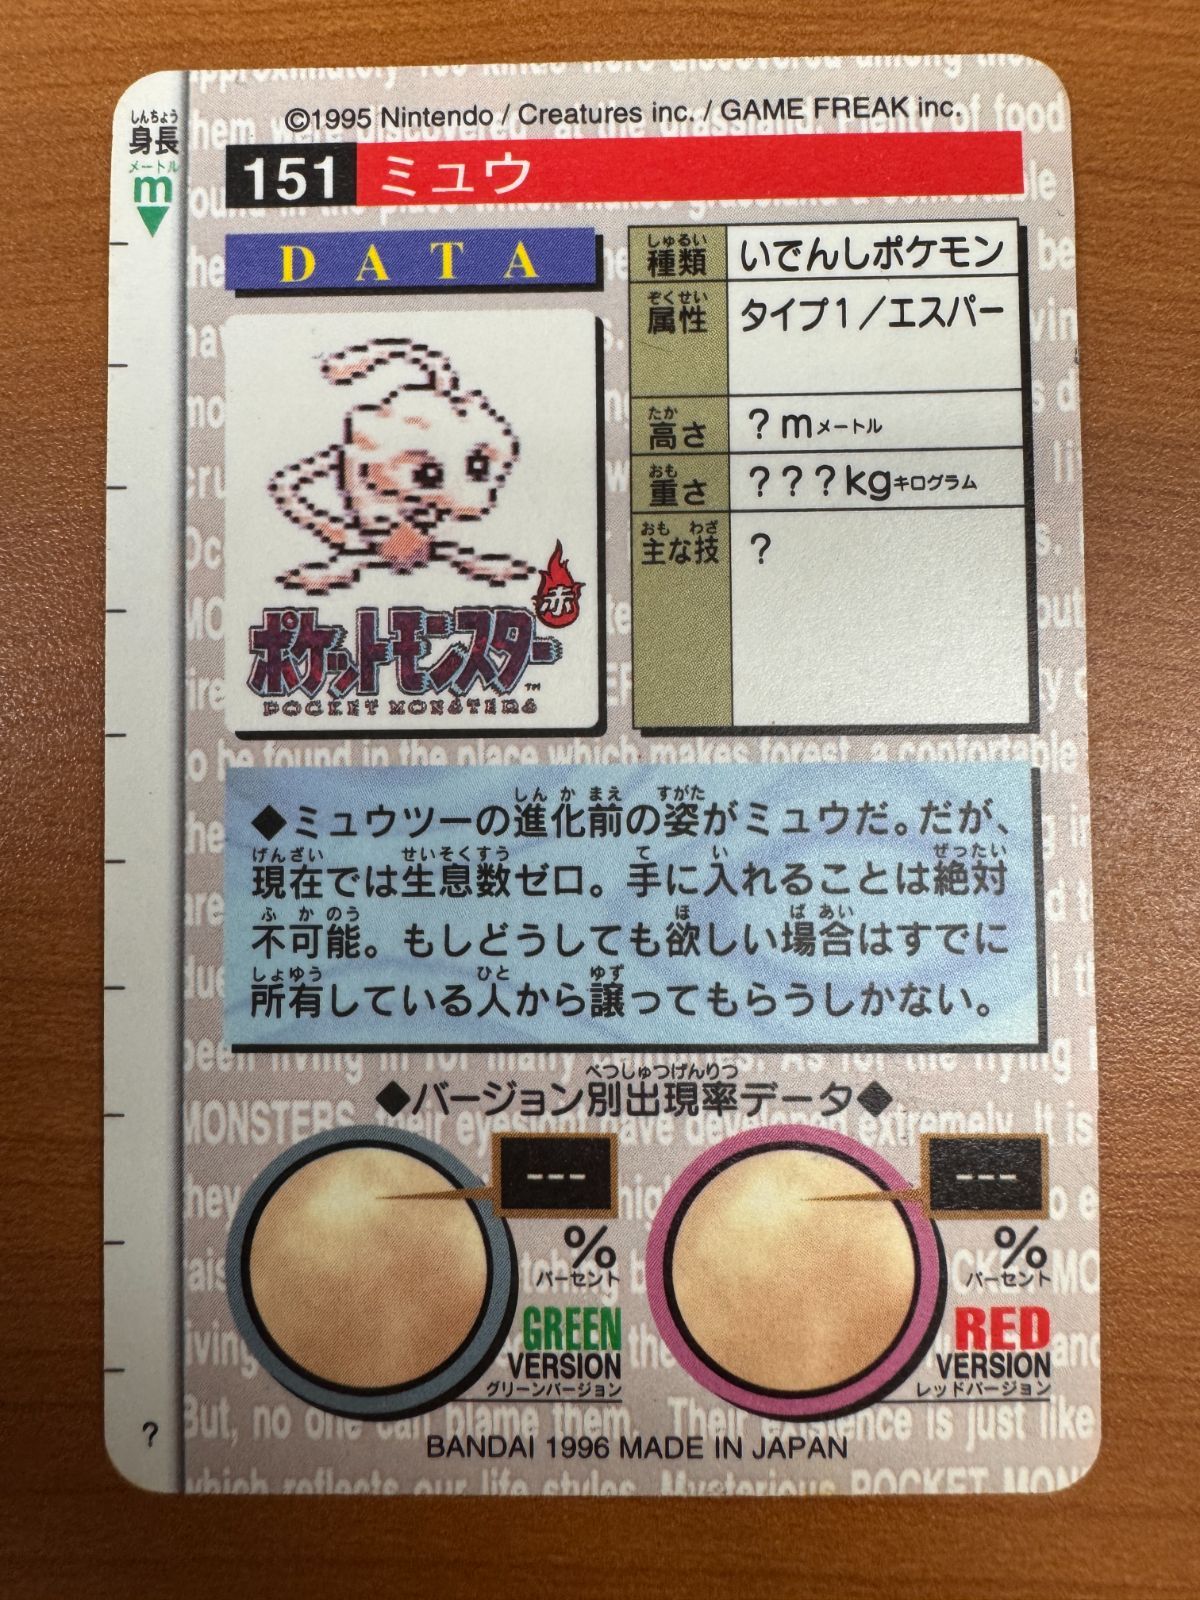 しんちょう
身長
メートル
m
©1995 Nintendo / Creatures inc. / GAME FREAK inc.
151 ミュウ
DATA
しゅるい
種類 いでんしポケモン
ぞくせい
属性 タイプ1/エスパー
たか
高さ ?mメートル
おも
重さ ???kgキログラム
おも わざ
主な技 ?
赤
ポケットモンスター
TM
POCKET MONSTERS
しんか まえ すがた
◆ミュウツーの進化前の姿がミュウだ。だが、
げんざい せいそくすう て い ぜったい
現在では生息数ゼロ。手に入れることは絶対
ふかのう ほ ばあい
不可能。もしどうしても欲しい場合はすでに
しょゆう ひと ゆず
所有している人から譲ってもらうしかない。
べつしゅつげんりつ
◆バージョン別出現率データ◆
---
%
パーセント
GREEN
VERSION
グリーンバージョン
---
%
パーセント
RED
VERSION
レッドバージョン
?
BANDAI 1996 MADE IN JAPAN